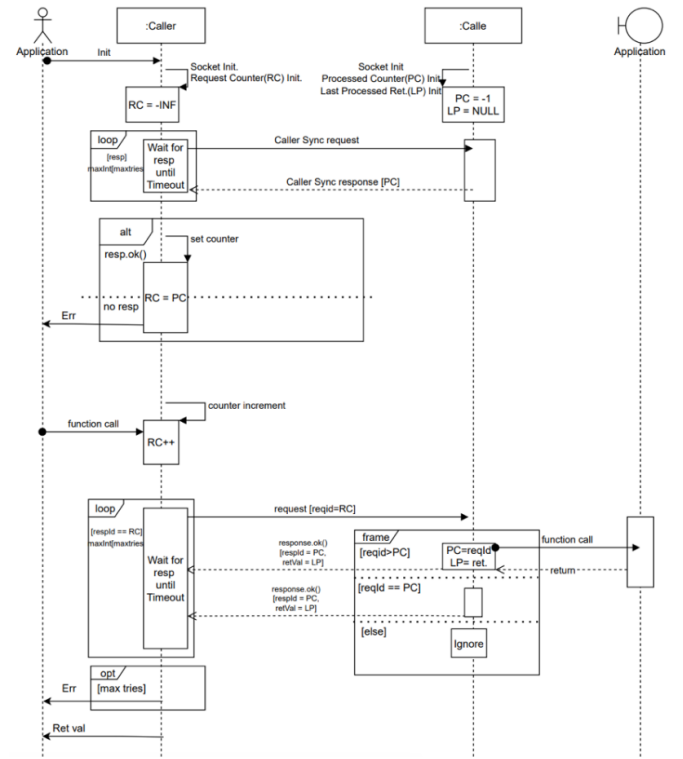 :Caller
:Calle
Application
Application
Init
Socket Init.
Request Counter(RC) Init.
Socket Init
Processed Counter(PC) Init
Last Processed Ret.(LP) Init
RC = -INF
PC = -1
LP = NULL
loop
[resp]
maxInt[maxtries
Wait for
resp
until
Timeout
Caller Sync request
Caller Sync response [PC]
alt
set counter
resp.ok()
RC = PC
no resp
Err
counter increment
function call
RC++
loop
request [reqid=RC]
[respId == RC]
maxInt[maxtries
Wait for
resp
until
Timeout
response.ok()
[respId = PC,
retVal = LP]
frame
[reqid>PC]
PC=reqId
LP= ret.
function call
return
response.ok()
[respId = PC,
retVal = LP]
[reqId == PC]
[else]
Ignore
opt
[max tries]
Err
Ret val